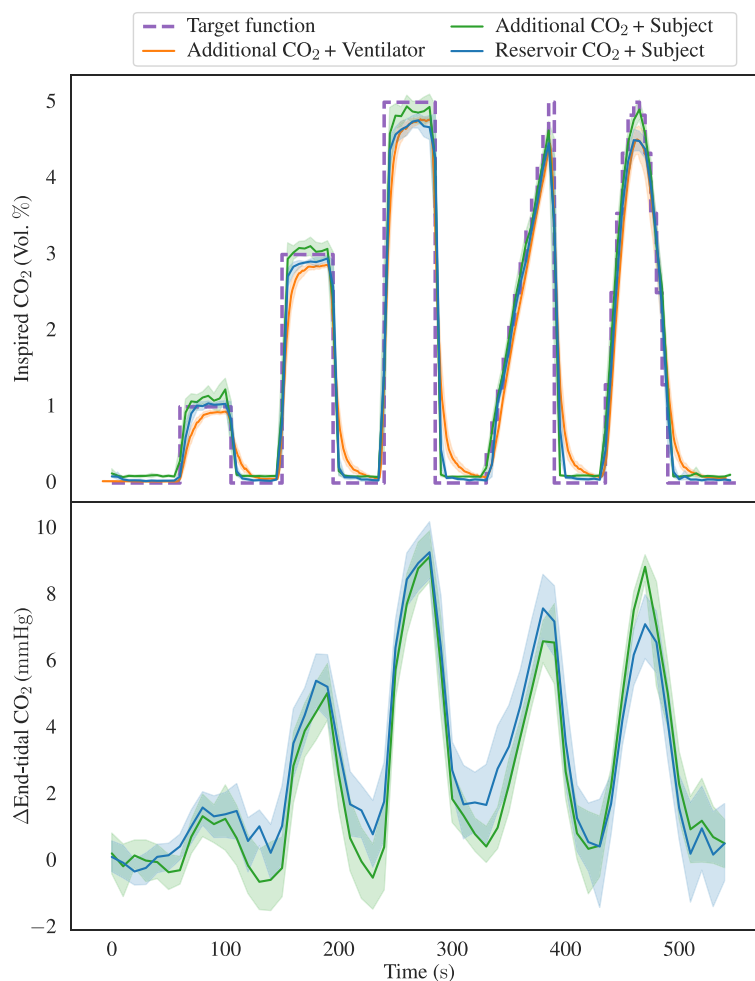 Target function
Additional CO₂ + Ventilator
Additional CO₂ + Subject
Reservoir CO₂ + Subject
Inspired CO₂ (Vol. %)
5
4
3
2
1
0
ΔEnd-tidal CO₂ (mmHg)
10
8
6
4
2
0
−2
0 100 200 300 400 500
Time (s)